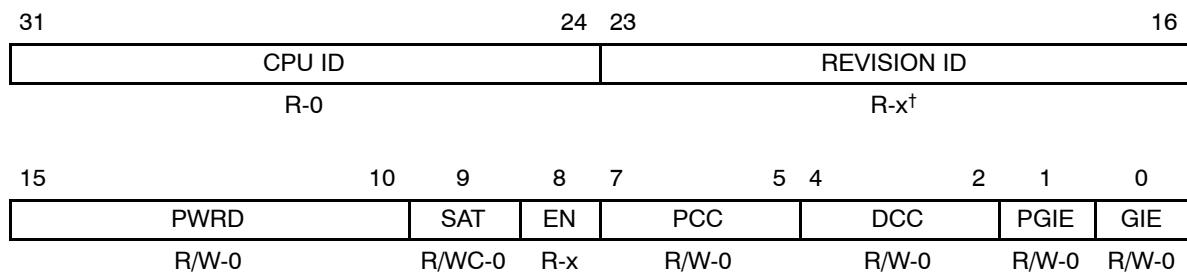 31 24 23 16
CPU ID REVISION ID
R-0 R-x†
15 10 9 8 7 5 4 2 1 0
PWRD SAT EN PCC DCC PGIE GIE
R/W-0 R/WC-0 R-x R/W-0 R/W-0 R/W-0 R/W-0